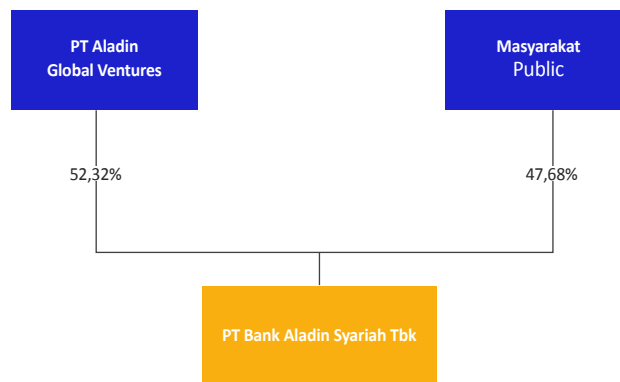 PT Aladin
Global Ventures
Masyarakat
Public
52,32%
47,68%
PT Bank Aladin Syariah Tbk